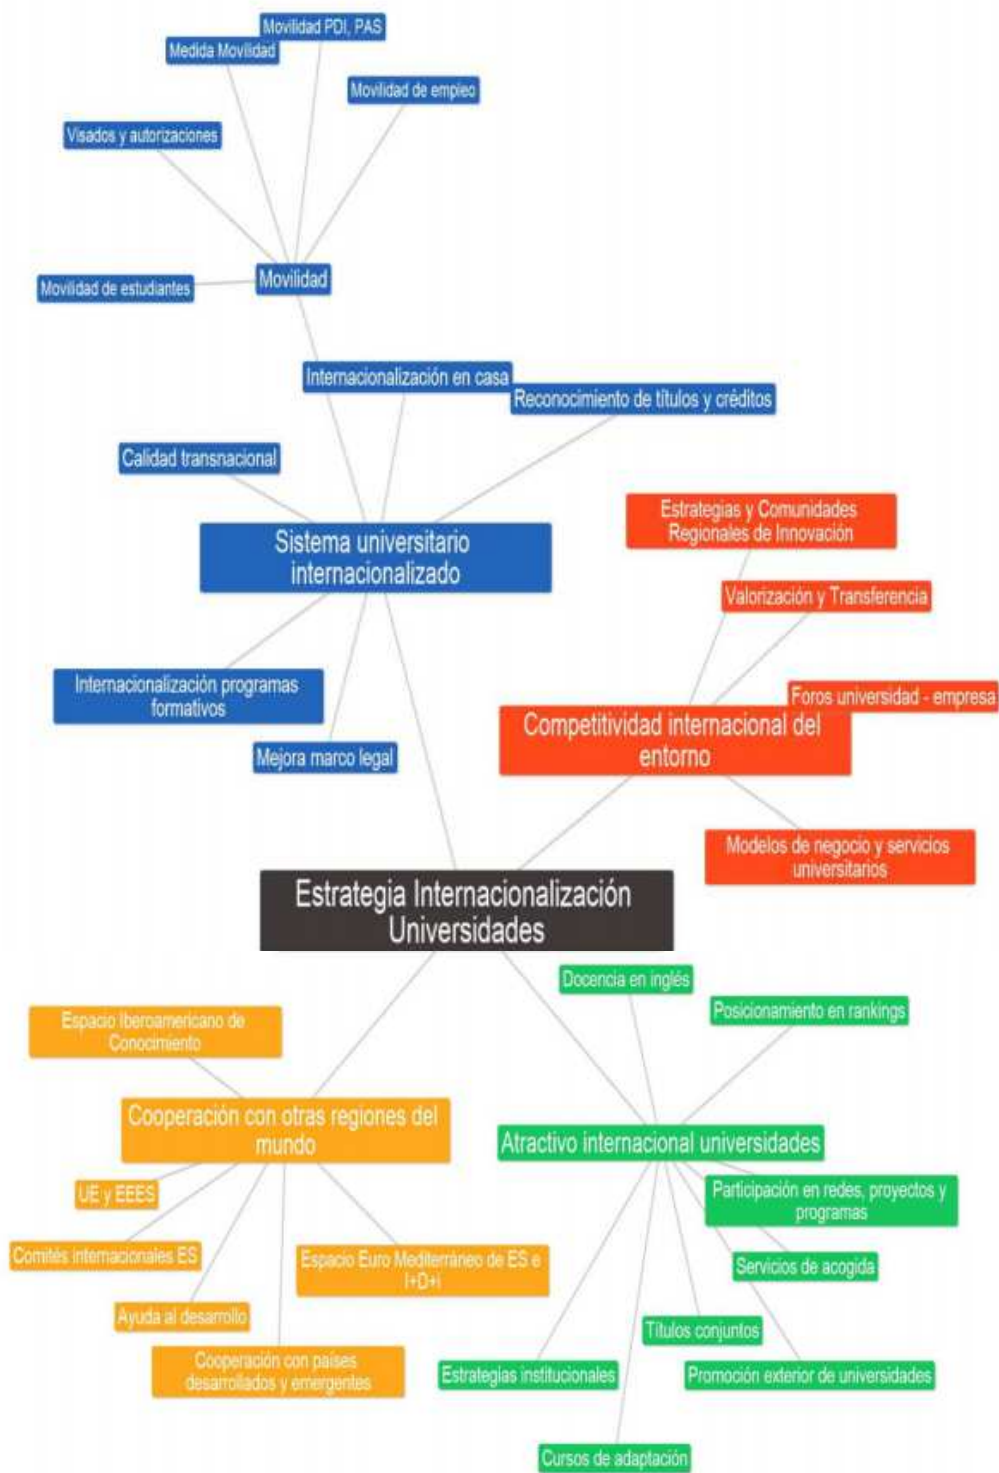 Movilidad PDI, PAS
Medida Movilidad
Movilidad de empleo
Visados y autorizaciones
Movilidad
Movilidad de estudiantes
Internacionalización en casa
Reconocimiento de títulos y créditos
Calidad transnacional
Sistema universitario
internacionalizado
Estrategias y Comunidades
Regionales de Innovación
Valorización y Transferencia
Internacionalización programas
formativos
Foros universidad - empresa
Competitividad internacional del
entorno
Mejora marco legal
Modelos de negocio y servicios
universitarios
Estrategia Internacionalización
Universidades
Docencia en inglés
Posicionamiento en rankings
Espacio Iberoamericano de
Conocimiento
Cooperación con otras regiones del
mundo
Atractivo internacional universidades
UE y EEES
Participación en redes, proyectos y
programas
Comités internacionales ES
Espacio Euro Mediterráneo de ES e
I+D+i
Servicios de acogida
Ayuda al desarrollo
Títulos conjuntos
Cooperación con países
desarrollados y emergentes
Estrategias institucionales
Promoción exterior de universidades
Cursos de adaptación